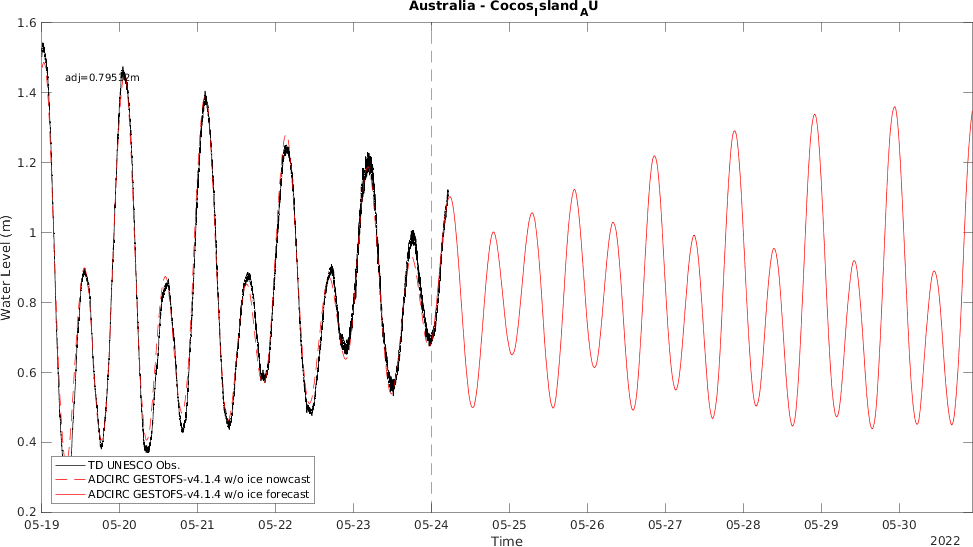 Australia - CocosIslandAU
adj=0.79532m
1.6
1.4
1.2
1
0.8
0.6
0.4
0.2
Water Level (m)
TD UNESCO Obs.
ADCIRC GESTOFS-v4.1.4 w/o ice nowcast
ADCIRC GESTOFS-v4.1.4 w/o ice forecast
05-19 05-20 05-21 05-22 05-23 05-24 05-25 05-26 05-27 05-28 05-29 05-30
Time
2022